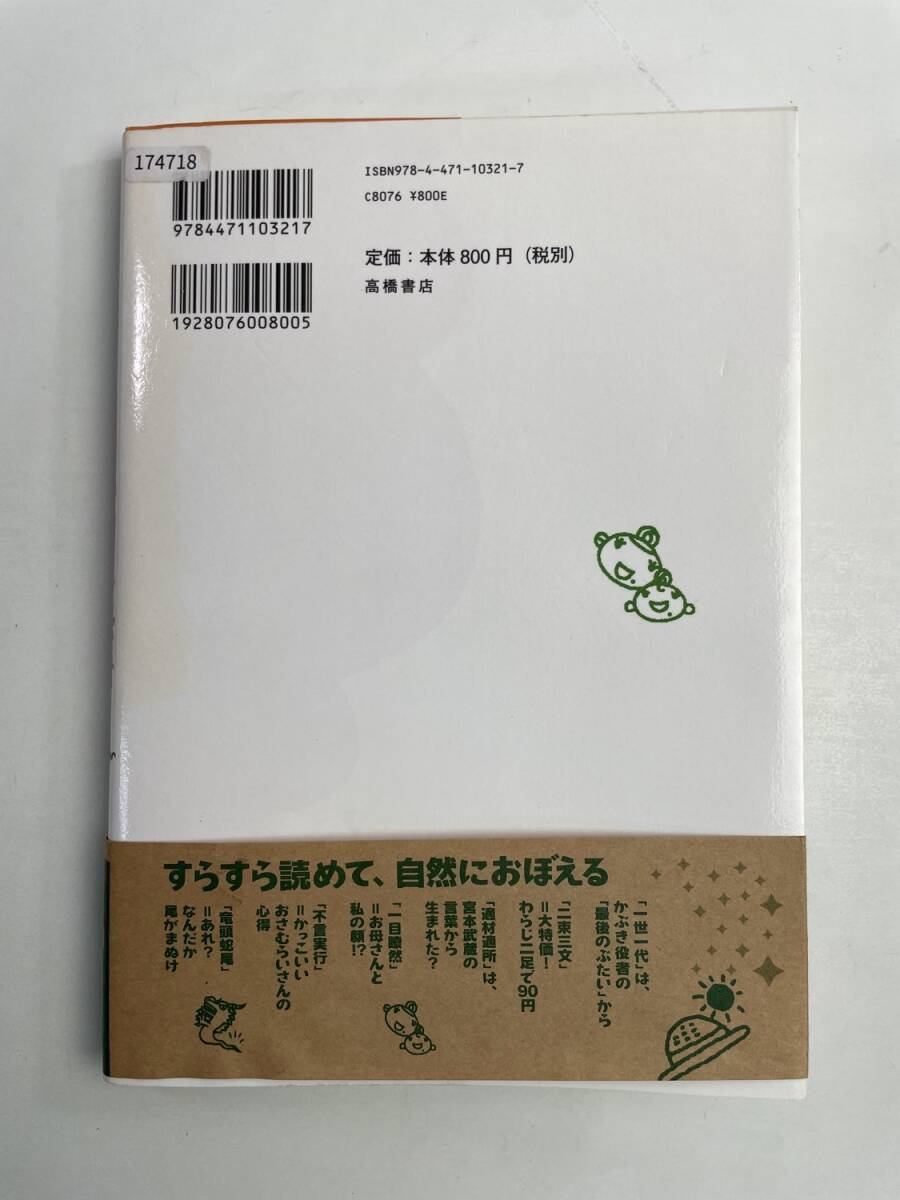 174718
ISBN978-4-471-10321-7
C8076 ¥800E
9784471103217
定価：本体800円（税別）
高橋書店
1928076008005
すらすら読めて、自然におぼえる
「一世一代」は、
かぶき役者の
「最後のぶたい」から
「二束三文」
＝大特価！
わらじ二足で90円
「適材適所」は、
宮本武蔵の
言葉から
生まれた？
「一目瞭然」
＝お母さんと
私の顔!?
「不言実行」
＝かっこいい
おさむらいさんの
心得
「竜頭蛇尾」
＝あれ？
なんだか
尾がまぬけ